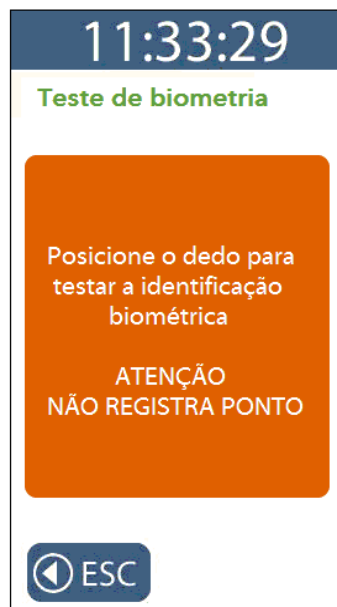 11:33:29
Teste de biometria
Posicione o dedo para
testar a identificação
biométrica
ATENÇÃO
NÃO REGISTRA PONTO
ESC